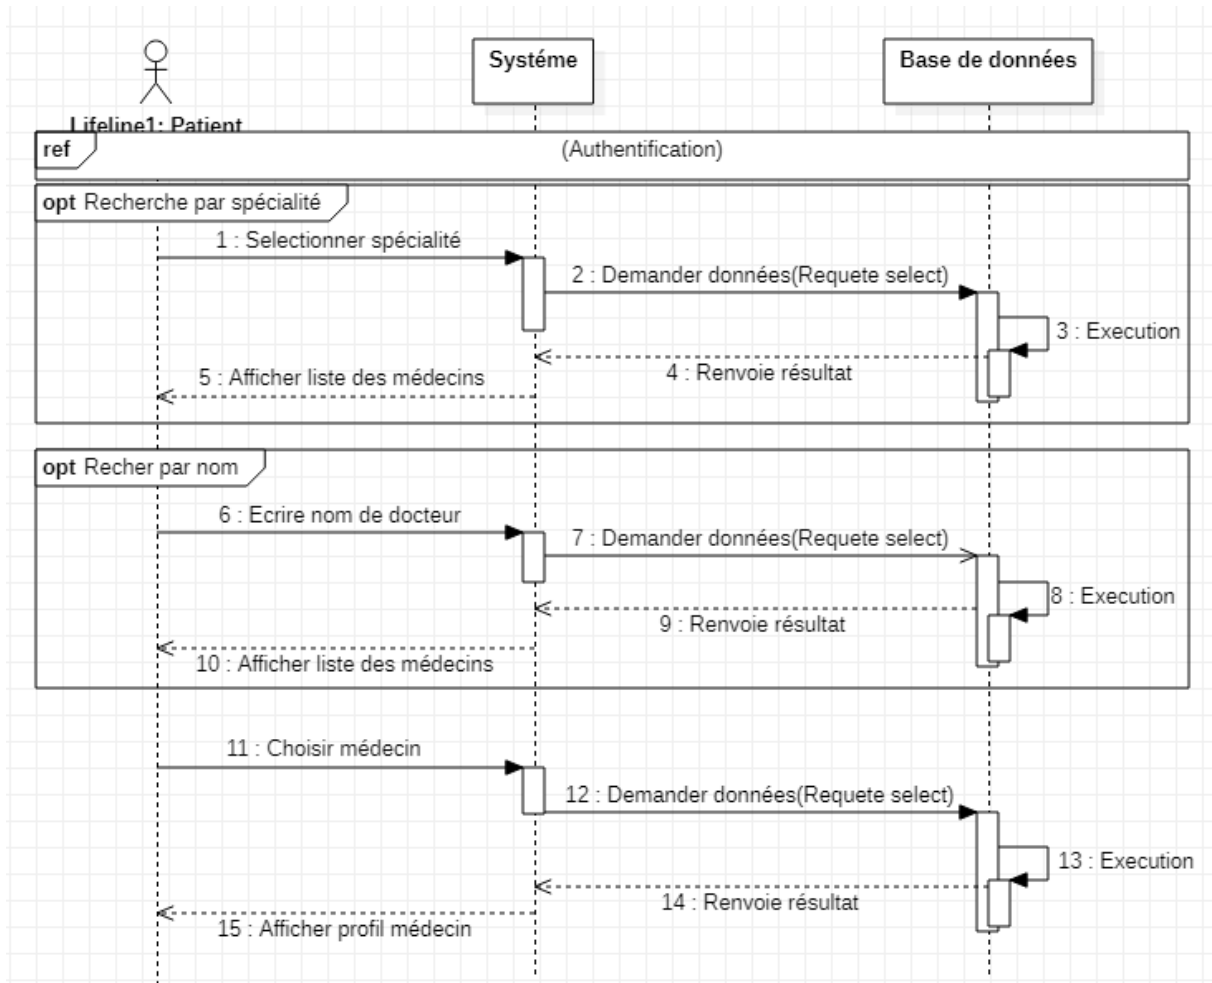 Systéme
Base de données
Lifeline1: Patient
ref
(Authentification)
opt Recherche par spécialité
1 : Selectionner spécialité
2 : Demander données(Requete select)
3 : Execution
4 : Renvoie résultat
5 : Afficher liste des médecins
opt Recher par nom
6 : Ecrire nom de docteur
7 : Demander données(Requete select)
8 : Execution
9 : Renvoie résultat
10 : Afficher liste des médecins
11 : Choisir médecin
12 : Demander données(Requete select)
13 : Execution
14 : Renvoie résultat
15 : Afficher profil médecin